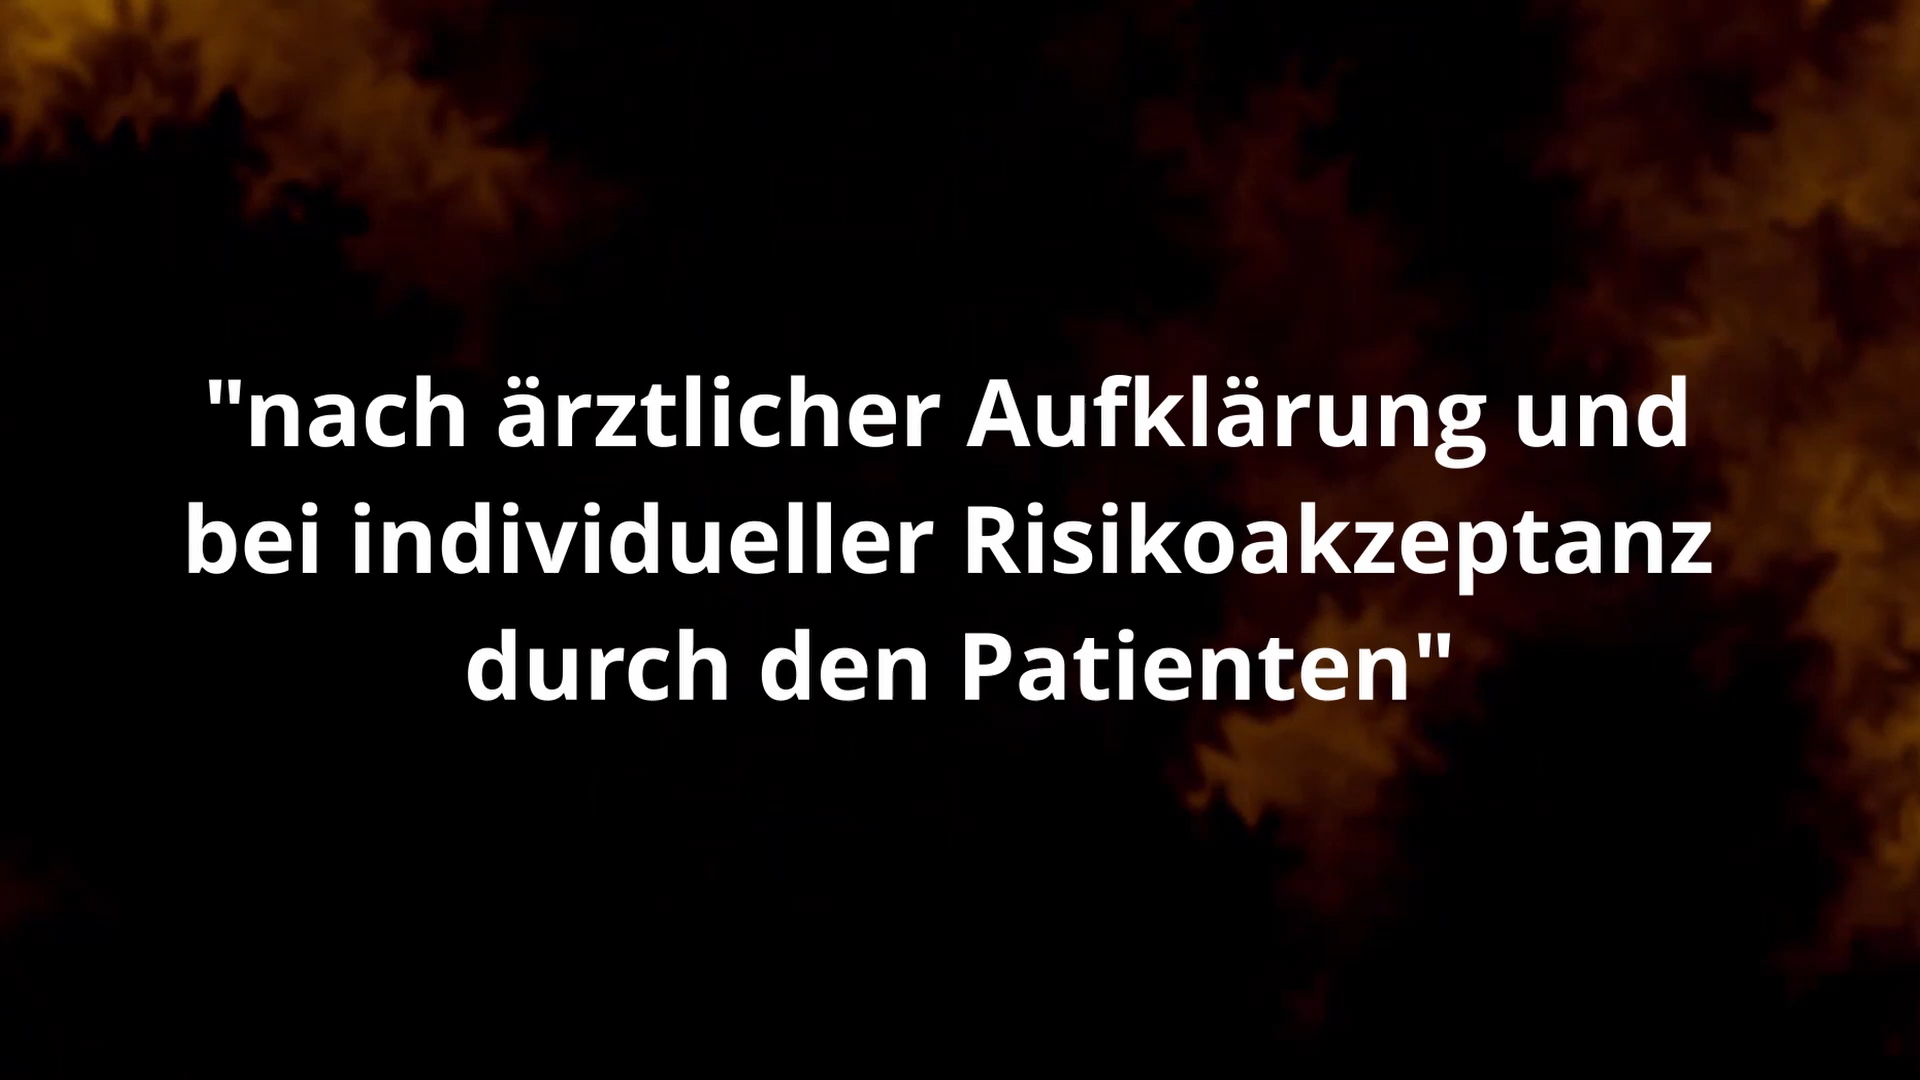 "nach ärztlicher Aufklärung und
bei individueller Risikoakzeptanz
durch den Patienten"